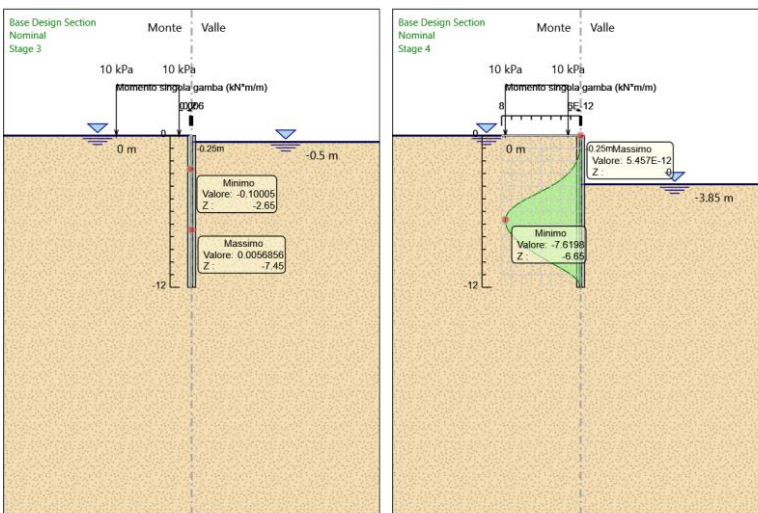 Base Design Section
Nominal
Stage 3
Monte
Valle
10 kPa
10 kPa
Momento singola gamba (kN*m/m)
0
0 m
-0.25m
-0.5 m
Minimo
Valore: -0.10005
Z : -2.65
Massimo
Valore: 0.0056856
Z : -7.45
-12
Base Design Section
Nominal
Stage 4
Monte
Valle
10 kPa
10 kPa
Momento singola gamba (kN*m/m)
8
5E-12
0
0 m
-0.25m
Massimo
Valore: 5.457E-12
Z : 0
-3.85 m
Minimo
Valore: -7.6198
Z : -6.65
-12